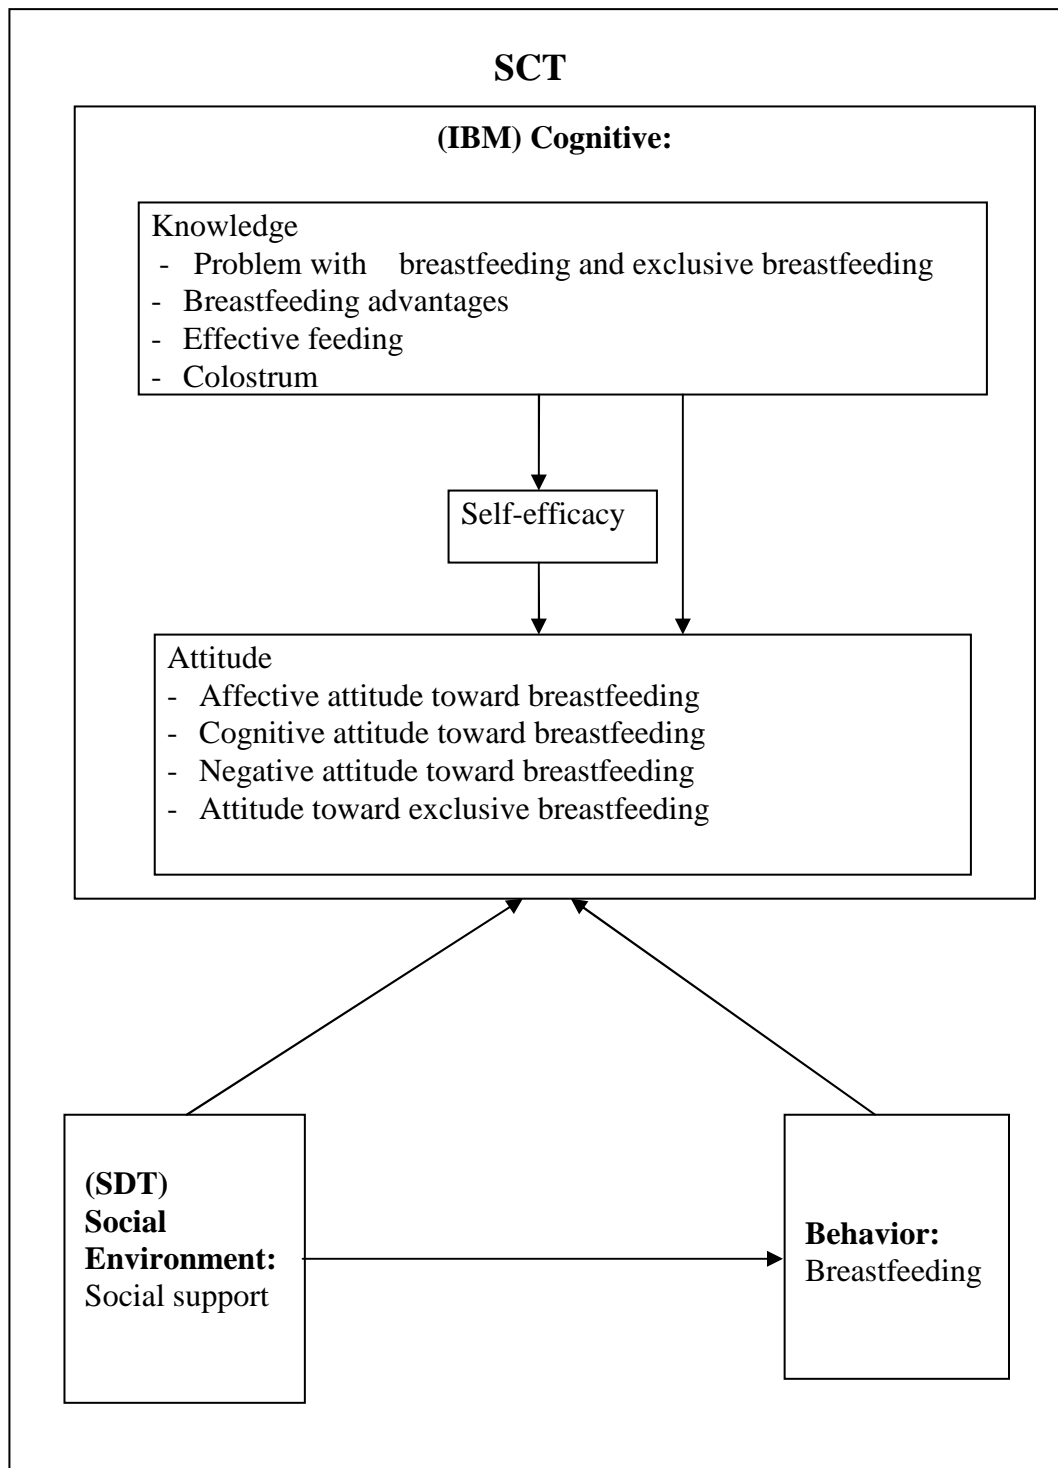 SCT
(IBM) Cognitive:
Knowledge
- Problem with breastfeeding and exclusive breastfeeding
- Breastfeeding advantages
- Effective feeding
- Colostrum
Self-efficacy
Attitude
- Affective attitude toward breastfeeding
- Cognitive attitude toward breastfeeding
- Negative attitude toward breastfeeding
- Attitude toward exclusive breastfeeding
(SDT)
Social
Environment:
Social support
Behavior:
Breastfeeding